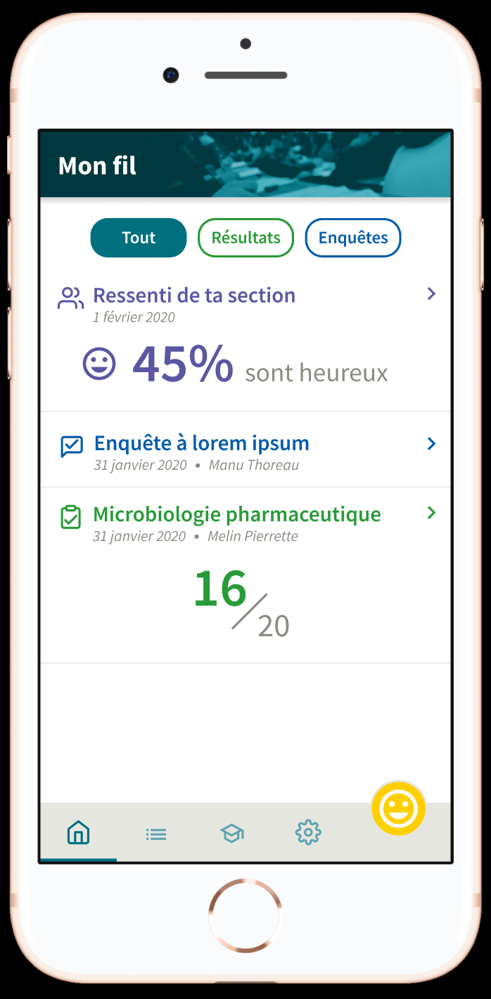 Mon fil
Tout
Résultats
Enquêtes
Ressenti de ta section
1 février 2020
45% sont heureux
Enquête à lorem ipsum
31 janvier 2020 • Manu Thoreau
Microbiologie pharmaceutique
31 janvier 2020 • Melin Pierrette
16/20